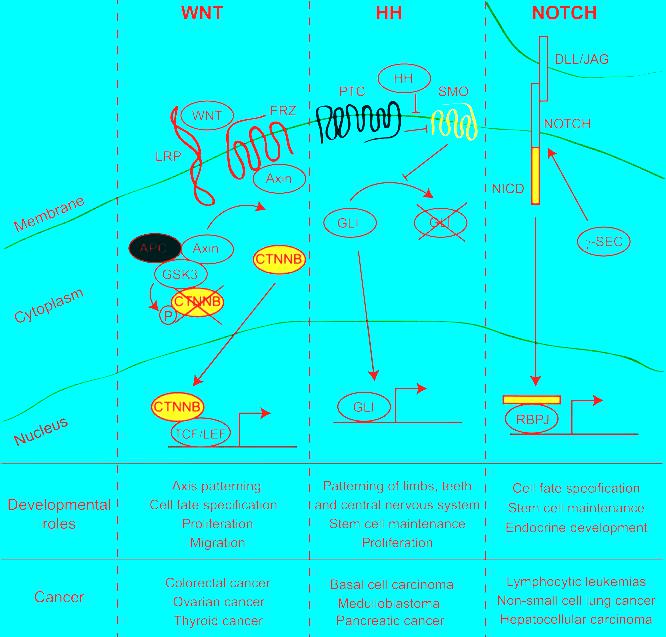 WNT
HH
NOTCH
DLL/JAG
HH
PTC
SMO
WNT
FRZ
NOTCH
LRP
Axin
NICD
Membrane
GLI
GLI
APC
Axin
γ-SEC
GSK3
CTNNB
CTNNB
P
Cytoplasm
CTNNB
GLI
RBPJ
TCF/LEF
Nucleus
Developmental
roles
Axis patterning
Cell fate specification
Proliferation
Migration
Patterning of limbs, teeth
and central nervous system
Stem cell maintenance
Proliferation
Cell fate specification
Stem cell maintenance
Endocrine development
Cancer
Colorectal cancer
Ovarian cancer
Thyroid cancer
Basal cell carcinoma
Medulloblastoma
Pancreatic cancer
Lymphocytic leukemias
Non-small cell lung cancer
Hepatocellular carcinoma